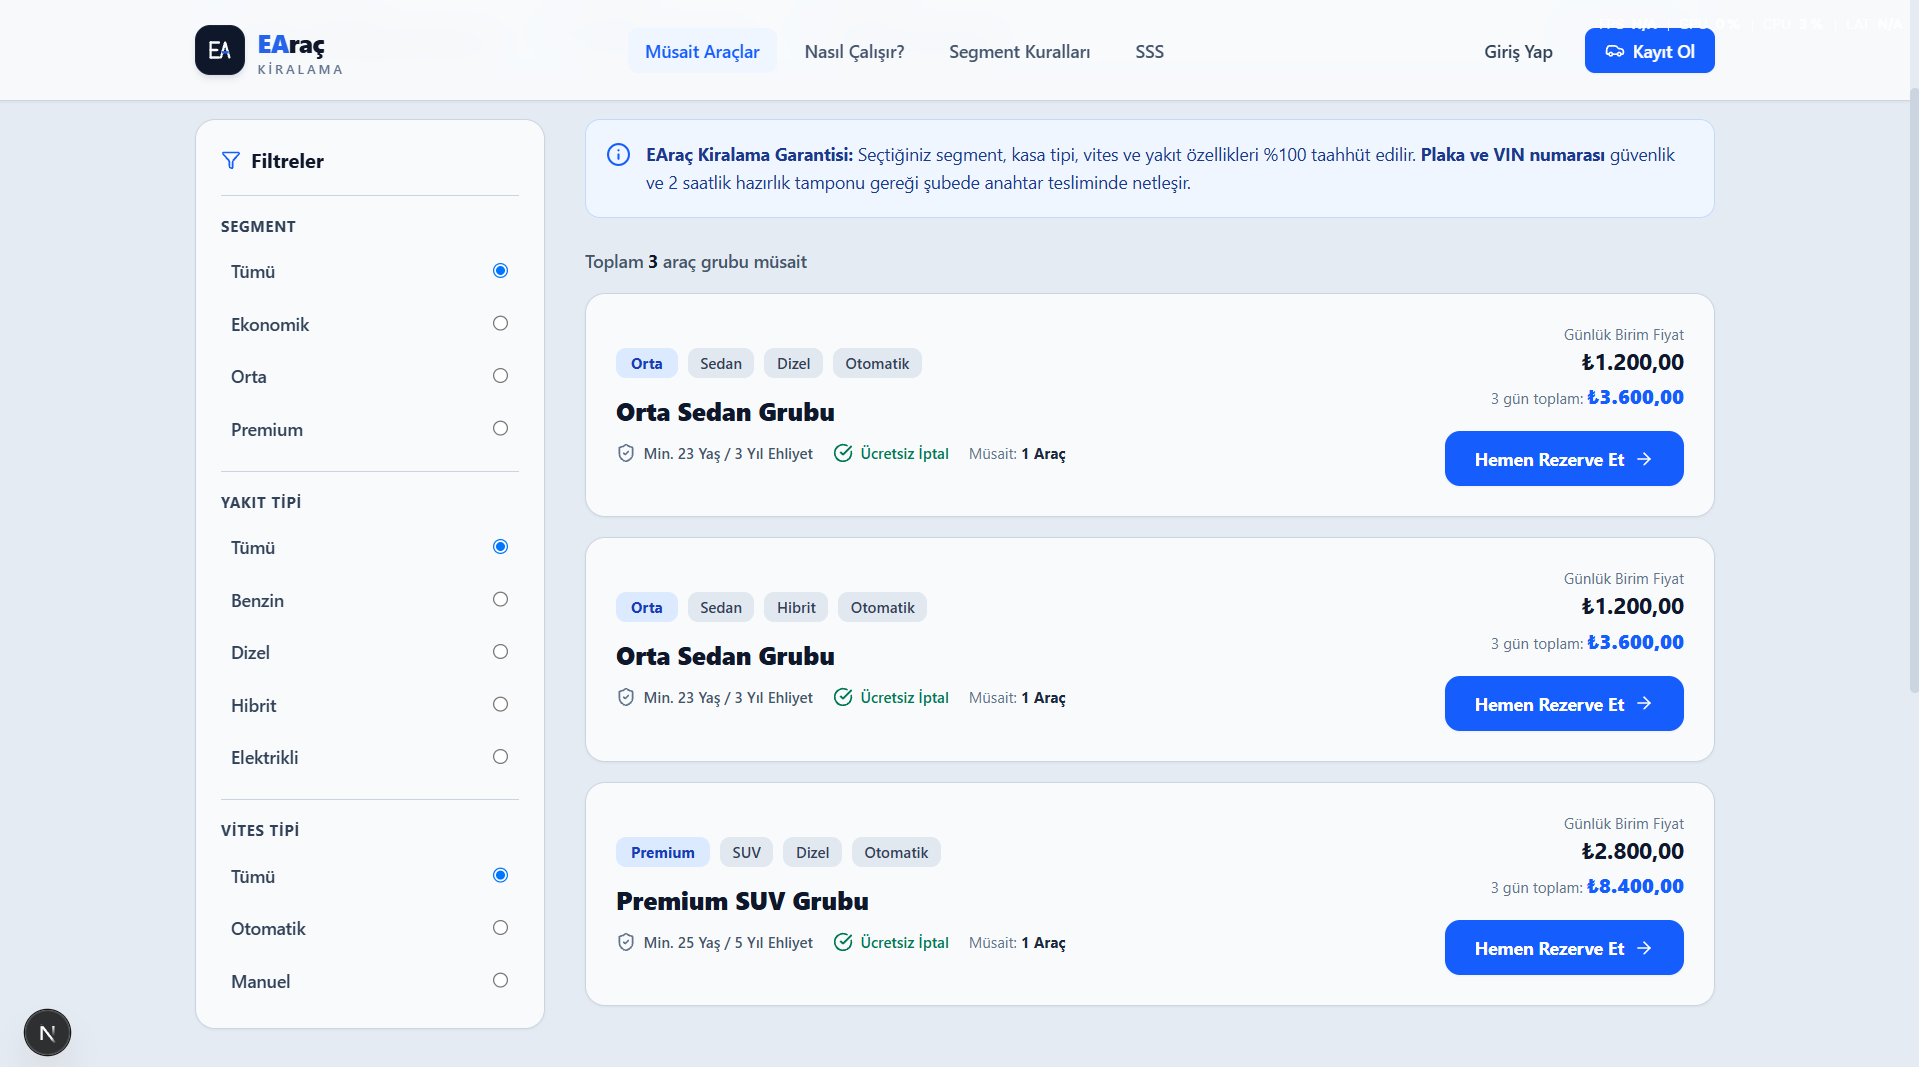 EA
EAraç
KİRALAMA
Müsait Araçlar
Nasıl Çalışır?
Segment Kuralları
SSS
Giriş Yap
Kayıt Ol
Filtreler
SEGMENT
Tümü
Ekonomik
Orta
Premium
YAKIT TİPİ
Tümü
Benzin
Dizel
Hibrit
Elektrikli
VİTES TİPİ
Tümü
Otomatik
Manuel
EAraç Kiralama Garantisi: Seçtiğiniz segment, kasa tipi, vites ve yakıt özellikleri %100 taahhüt edilir. Plaka ve VIN numarası güvenlik
ve 2 saatlik hazırlık tamponu gereği şubede anahtar tesliminde netleşir.
Toplam 3 araç grubu müsait
Orta
Sedan
Dizel
Otomatik
Orta Sedan Grubu
Min. 23 Yaş / 3 Yıl Ehliyet
Ücretsiz İptal
Müsait: 1 Araç
Günlük Birim Fiyat
₺1.200,00
3 gün toplam: ₺3.600,00
Hemen Rezerve Et
Orta
Sedan
Hibrit
Otomatik
Orta Sedan Grubu
Min. 23 Yaş / 3 Yıl Ehliyet
Ücretsiz İptal
Müsait: 1 Araç
Günlük Birim Fiyat
₺1.200,00
3 gün toplam: ₺3.600,00
Hemen Rezerve Et
Premium
SUV
Dizel
Otomatik
Premium SUV Grubu
Min. 25 Yaş / 5 Yıl Ehliyet
Ücretsiz İptal
Müsait: 1 Araç
Günlük Birim Fiyat
₺2.800,00
3 gün toplam: ₺8.400,00
Hemen Rezerve Et
N